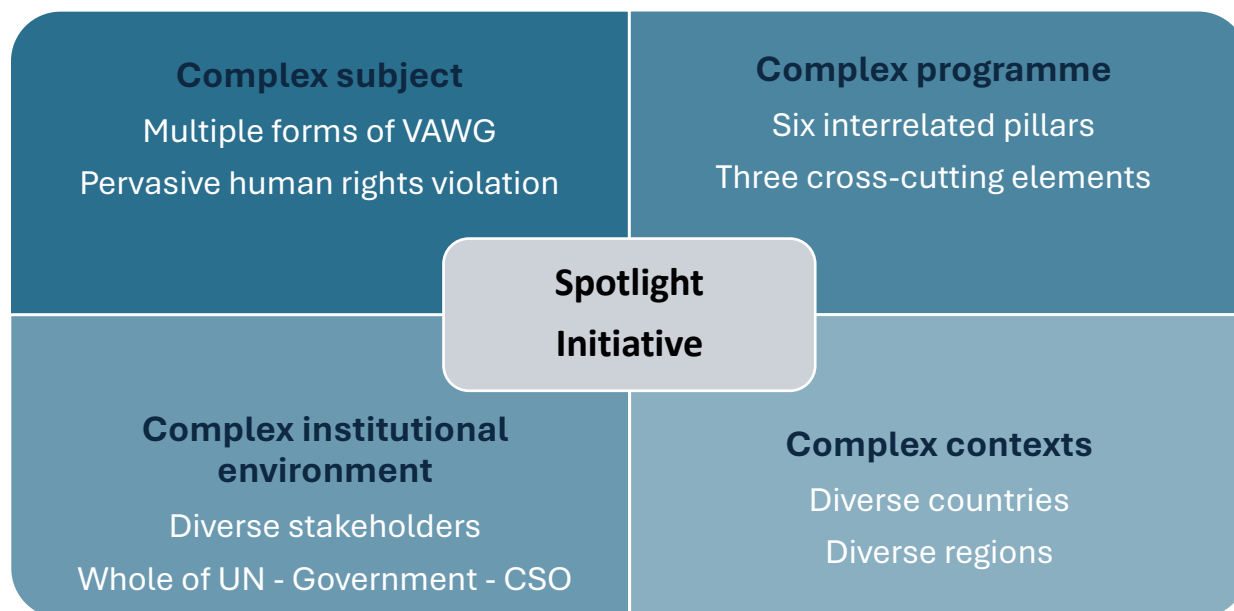 Complex subject
Multiple forms of VAWG
Pervasive human rights violation
Complex programme
Six interrelated pillars
Three cross-cutting elements
Spotlight
Initiative
Complex institutional
environment
Diverse stakeholders
Whole of UN - Government - CSO
Complex contexts
Diverse countries
Diverse regions